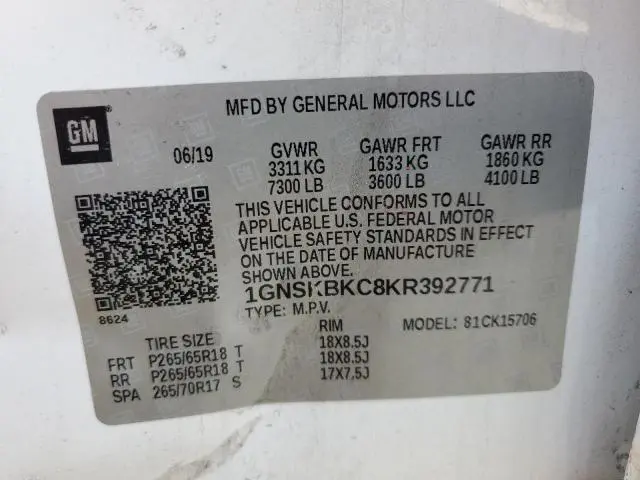 MFD BY GENERAL MOTORS LLC
GM
06/19 GVWR GAWR FRT GAWR RR
3311 KG 1633 KG 1860 KG
7300 LB 3600 LB 4100 LB
THIS VEHICLE CONFORMS TO ALL
APPLICABLE U.S. FEDERAL MOTOR
VEHICLE SAFETY STANDARDS IN EFFECT
ON THE DATE OF MANUFACTURE
SHOWN ABOVE.
1GNSKBKC8KR392771
8624
TYPE: M.P.V.
TIRE SIZE RIM MODEL: 81CK15706
FRT P265/65R18 T 18X8.5J
RR P265/65R18 T 18X8.5J
SPA 265/70R17 S 17X7.5J